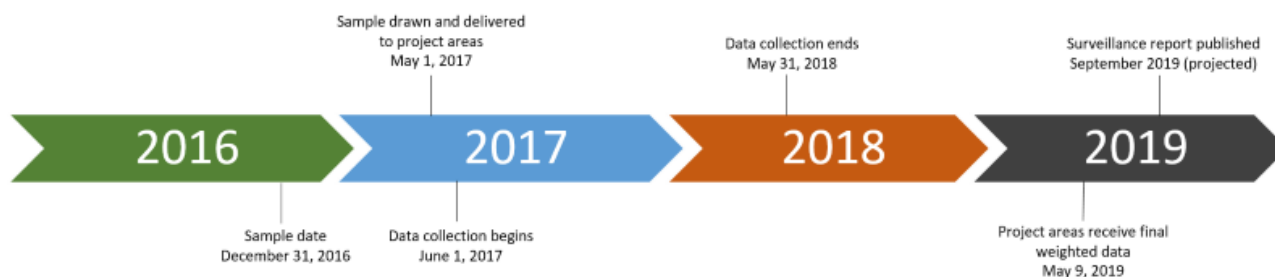 Sample drawn and delivered
to project areas
May 1, 2017
Data collection ends
May 31, 2018
Surveillance report published
September 2019 (projected)
2016
2017
2018
2019
Sample date
December 31, 2016
Data collection begins
June 1, 2017
Project areas receive final
weighted data
May 9, 2019